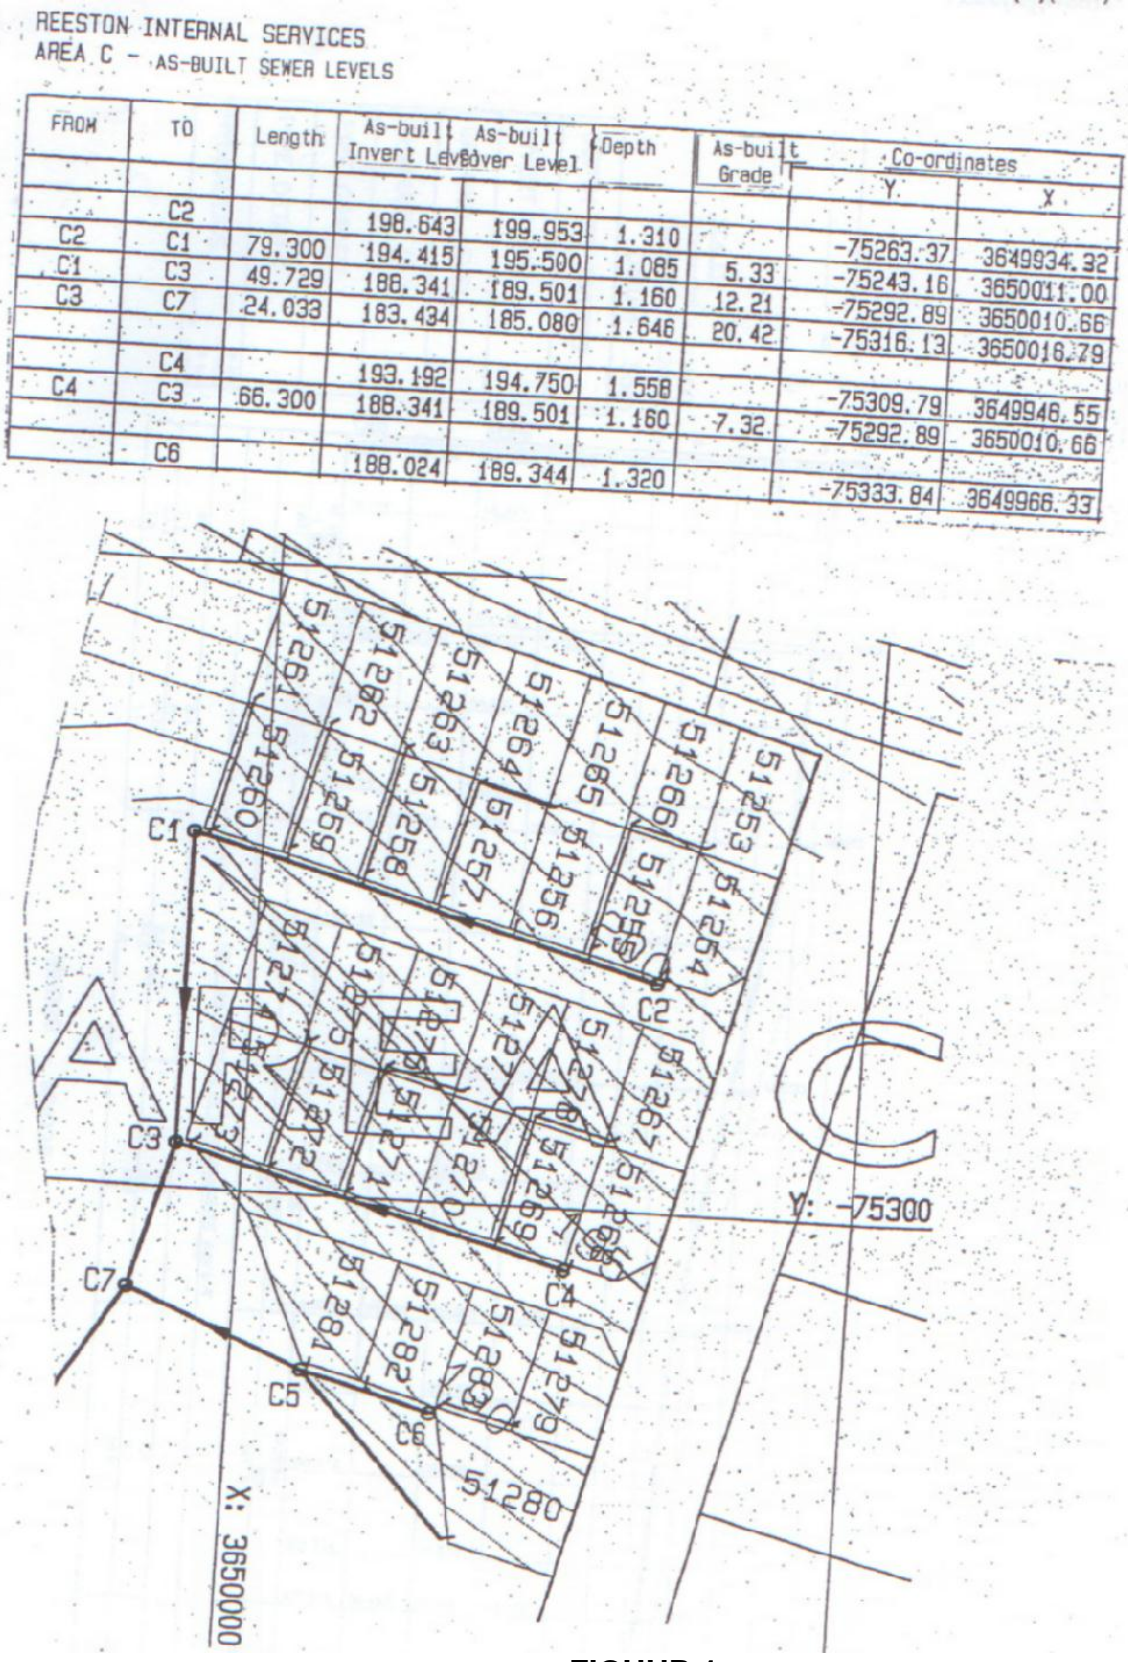 REESTON INTERNAL SERVICES
AREA C - AS-BUILT SEWER LEVELS
FROM TO Length As-built Invert Level As-built Cover Level Depth As-built Grade Co-ordinates
Y X
C2 198.643 199.953 1.310 -75263.37 3649934.32
C2 C1 79.300 194.415 195.500 1.085 5.33 -75243.16 3650011.00
C1 C3 49.729 188.341 189.501 1.160 12.21 -75292.89 3650010.66
C3 C7 24.033 183.434 185.080 1.646 20.42 -75316.13 3650016.79
C4 193.192 194.750 1.558 -75309.79 3649946.55
C4 C3 66.300 188.341 189.501 1.160 7.32 -75292.89 3650010.66
C6 188.024 189.344 1.320 -75333.84 3649966.33
51261
51262
51263
51264
51265
51266
51253
51260
51259
51258
51257
51256
51255
51254
C1
C2
51267
AREA C
51273
51272
51271
51270
51269
51268
C3
Y: -75300
C4
C7
51281
51282
51283
51279
C5
C6
51280
X: 3650000